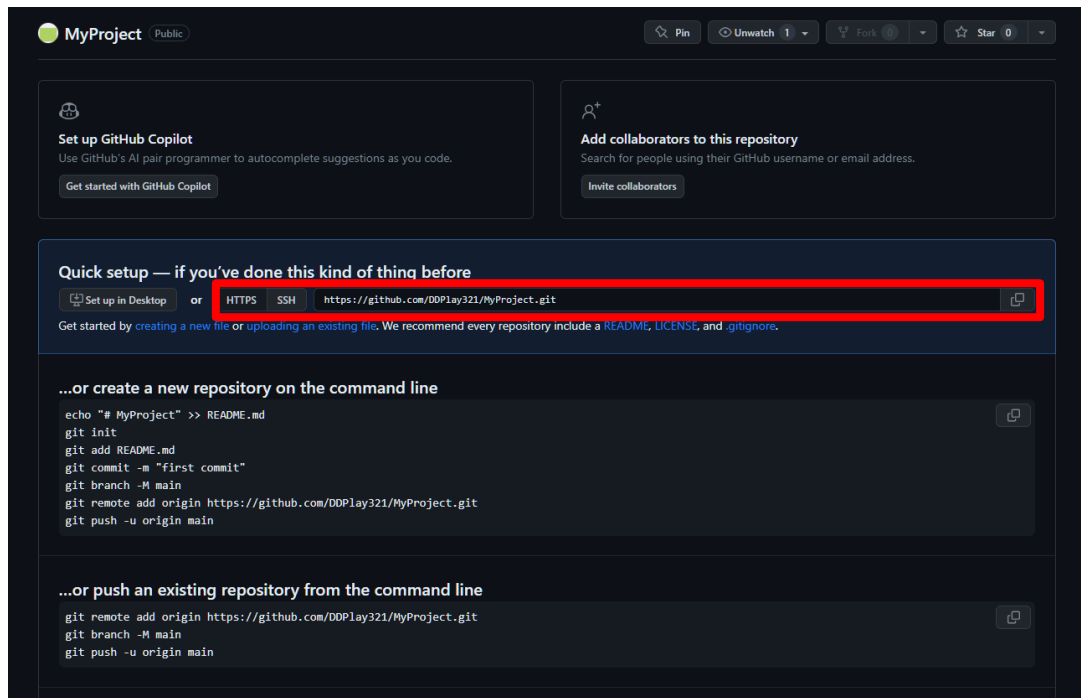 MyProject Public
Pin Unwatch 1 Fork 0 Star 0
Set up GitHub Copilot
Use GitHub's AI pair programmer to autocomplete suggestions as you code.
Get started with GitHub Copilot
Add collaborators to this repository
Search for people using their GitHub username or email address.
Invite collaborators
Quick setup — if you've done this kind of thing before
Set up in Desktop or HTTPS SSH https://github.com/DDPlay321/MyProject.git
Get started by creating a new file or uploading an existing file. We recommend every repository include a README, LICENSE, and .gitignore.
...or create a new repository on the command line
echo "# MyProject" >> README.md
git init
git add README.md
git commit -m "first commit"
git branch -M main
git remote add origin https://github.com/DDPlay321/MyProject.git
git push -u origin main
...or push an existing repository from the command line
git remote add origin https://github.com/DDPlay321/MyProject.git
git branch -M main
git push -u origin main